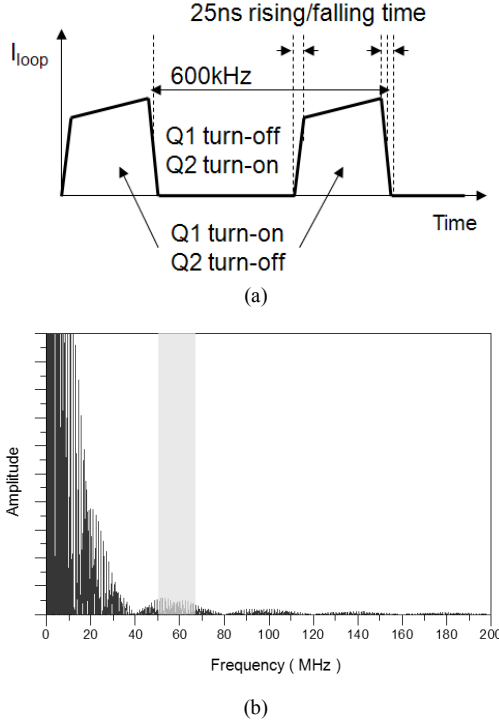 25ns rising/falling time
I loop
600kHz
Q1 turn-off
Q2 turn-on
Time
Q1 turn-on
Q2 turn-off
(a)
Amplitude
0 20 40 60 80 100 120 140 160 180 200
Frequency ( MHz )
(b)